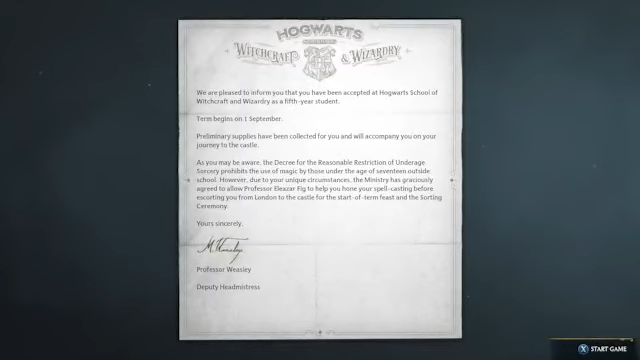 HOGWARTS
WITCHCRAFT & WIZARDRY
We are pleased to inform you that you have been accepted at Hogwarts School of
Witchcraft and Wizardry as a fifth-year student.
Term begins on 1 September.
Preliminary supplies have been collected for you and will accompany you on your
journey to the castle.
As you may be aware, the Decree for the Reasonable Restriction of Underage
Sorcery prohibits the use of magic by those under the age of seventeen outside
school. However, due to your unique circumstances, the Ministry has graciously
agreed to allow Professor Eleazar Fig to help you hone your spell-casting before
escorting you from London to the castle for the start-of-term feast and the Sorting
Ceremony.
Yours sincerely,
M Weasley
Professor Weasley
Deputy Headmistress
X START GAME